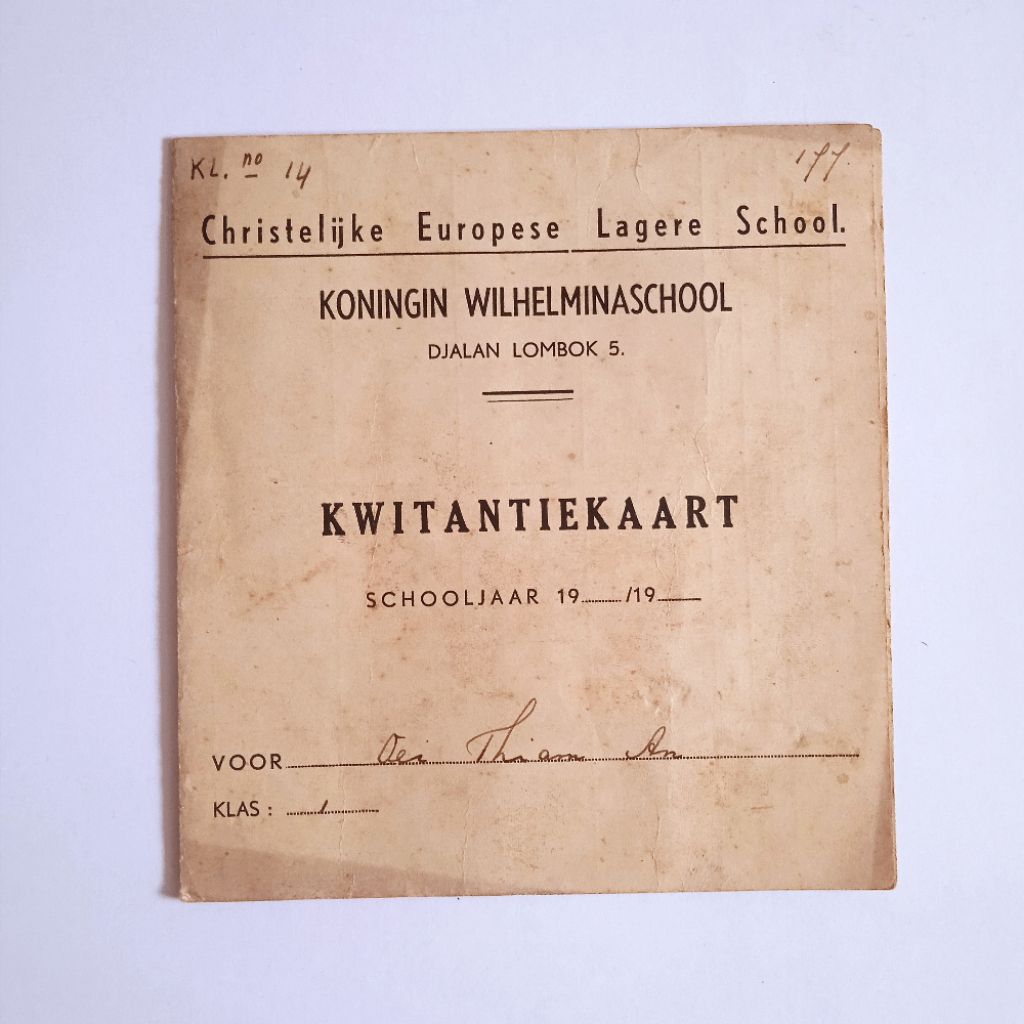 KL. no 14 177.
Christelijke Europese Lagere School.
KONINGIN WILHELMINASCHOOL
DJALAN LOMBOK 5.
KWITANTIEKAART
SCHOOLJAAR 19....../19......
VOOR Oei Thiam An
KLAS : 1